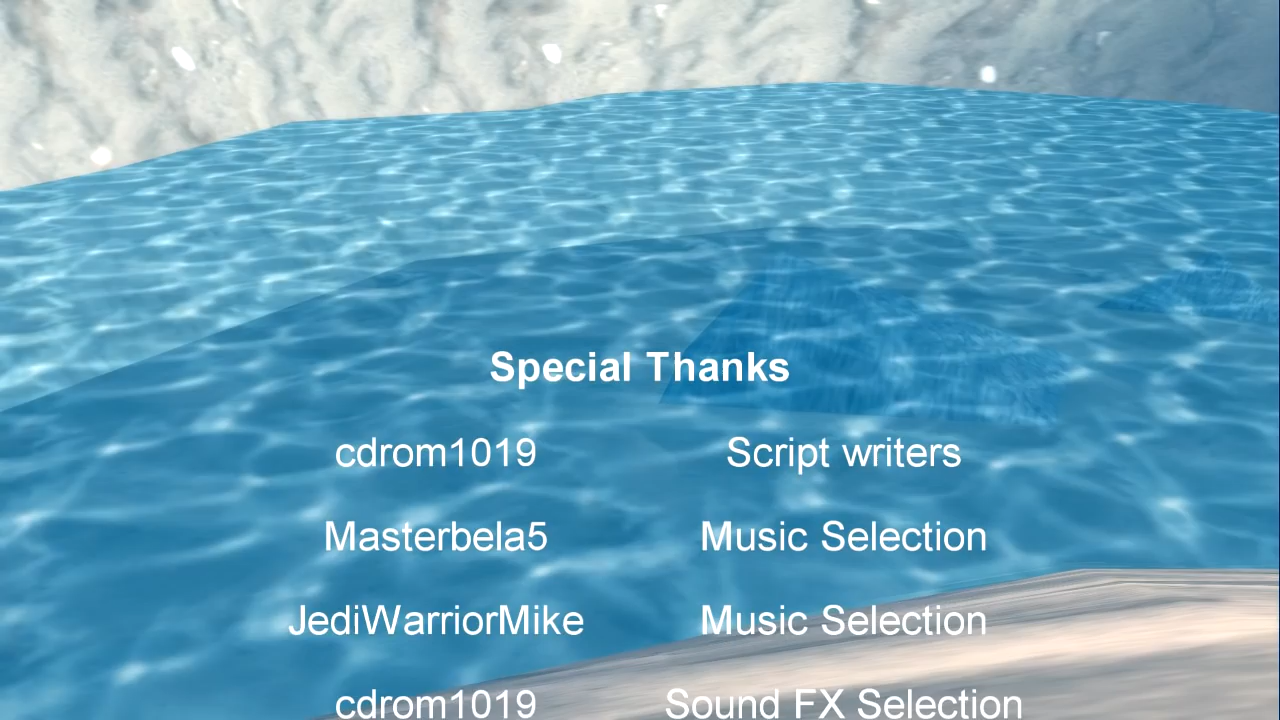 Special Thanks
cdrom1019 Script writers
Masterbela5 Music Selection
JediWarriorMike Music Selection
cdrom1019 Sound FX Selection